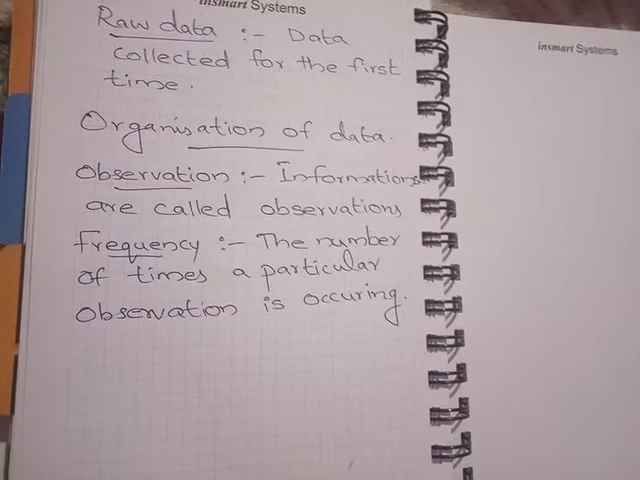 insmart Systems
insmart Systems
Raw data :- Data
collected for the first
time.
Organisation of data.
Observation :- Informations
are called observations
frequency :- The number
of times a particular
observation is occuring.